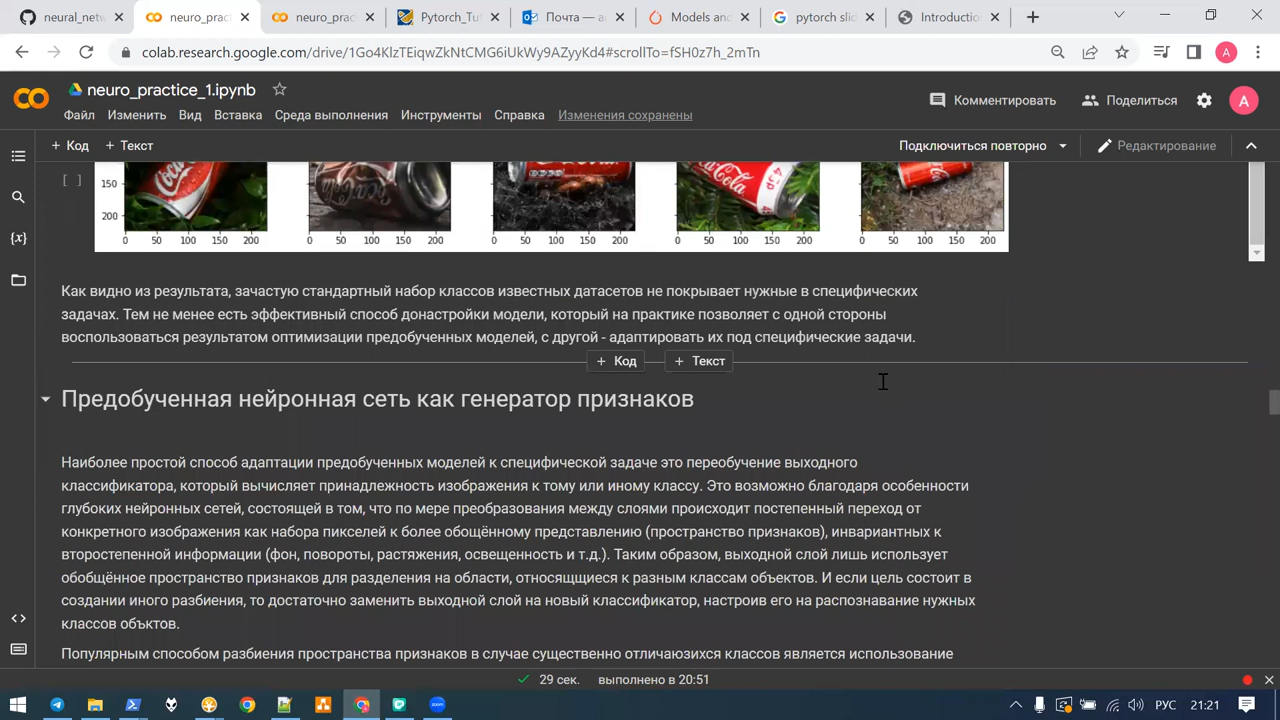 neural_netw
neuro_prac
neuro_prac
Pytorch_Tut
Почта — а
Models and
pytorch slid
Introduction
colab.research.google.com/drive/1Go4KlzTEiqwZkNtCMG6iUkWy9AZyyKd4#scrollTo=fSH0z7h_2mTn
A
CO
neuro_practice_1.ipynb
Комментировать
Поделиться
A
Файл Изменить Вид Вставка Среда выполнения Инструменты Справка Изменения сохранены
+ Код + Текст
Подключиться повторно
Редактирование
[ ]
150
200
0 50 100 150 200 0 50 100 150 200 0 50 100 150 200 0 50 100 150 200 0 50 100 150 200
Как видно из результата, зачастую стандартный набор классов известных датасетов не покрывает нужные в специфических
задачах. Тем не менее есть эффективный способ донастройки модели, который на практике позволяет с одной стороны
воспользоваться результатом оптимизации предобученных моделей, с другой - адаптировать их под специфические задачи.
+ Код + Текст
Предобученная нейронная сеть как генератор признаков
Наиболее простой способ адаптации предобученных моделей к специфической задаче это переобучение выходного
классификатора, который вычисляет принадлежность изображения к тому или иному классу. Это возможно благодаря особенности
глубоких нейронных сетей, состоящей в том, что по мере преобразования между слоями происходит постепенный переход от
конкретного изображения как набора пикселей к более обощённому представлению (пространство признаков), инвариантных к
второстепенной информации (фон, повороты, растяжения, освещенность и т.д.). Таким образом, выходной слой лишь использует
обобщённое пространство признаков для разделения на области, относящщиеся к разным классам объектов. И если цель состоит в
создании иного разбиения, то достаточно заменить выходной слой на новый классификатор, настроив его на распознавание нужных
классов объктов.
Популярным способом разбиения пространства признаков в случае существенно отличаюзихся классов является использование
29 сек. выполнено в 20:51
РУС 21:21